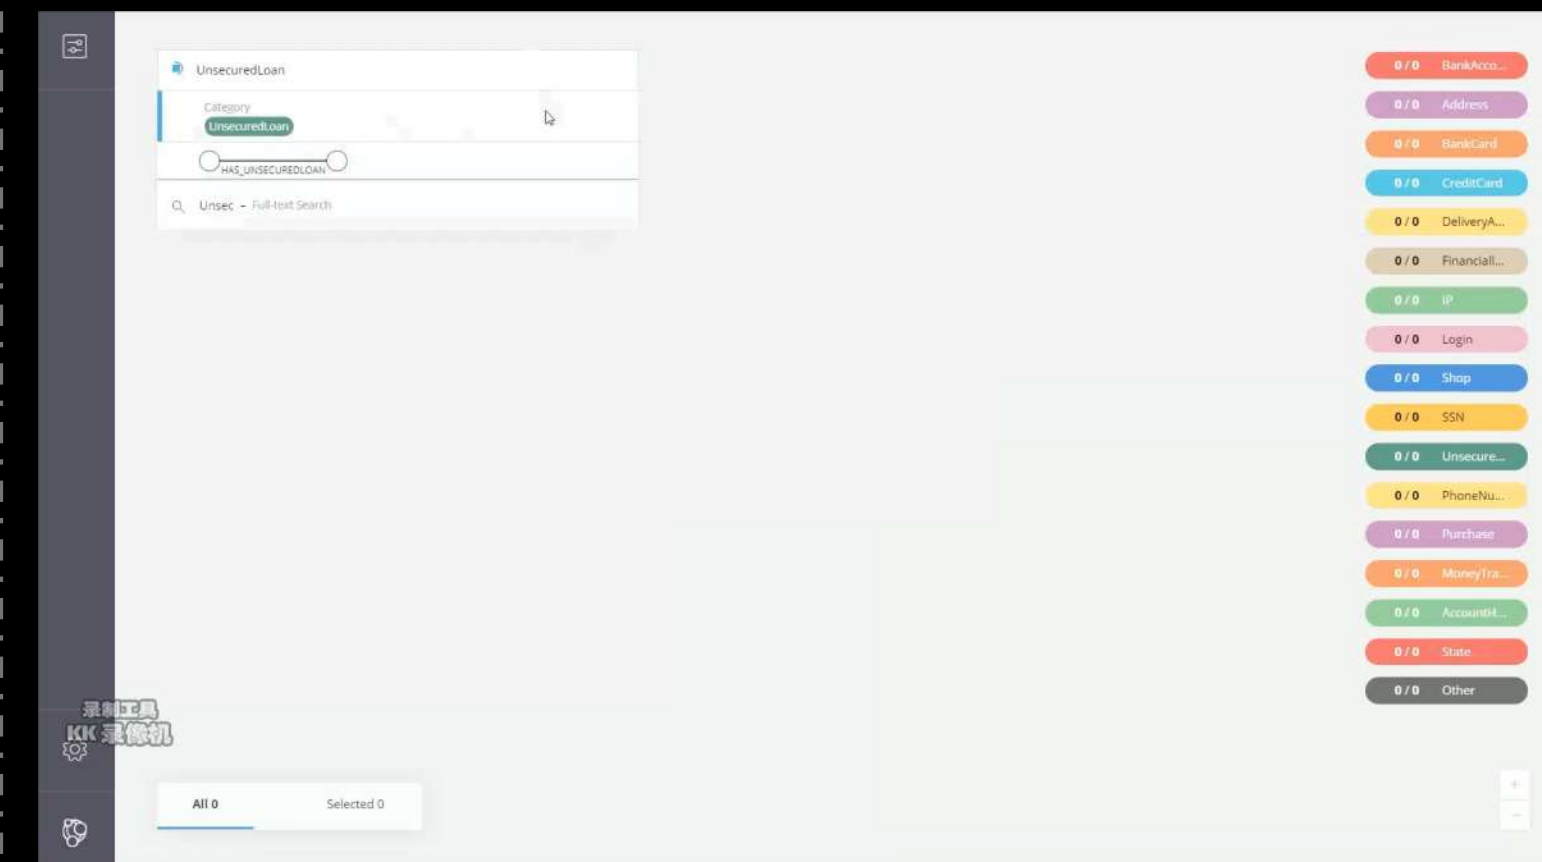 UnsecuredLoan
Category
UnsecuredLoan
HAS_UNSECUREDLOAN
Unsec – Full-text Search
0 / 0 BankAcco...
0 / 0 Address
0 / 0 BankCard
0 / 0 CreditCard
0 / 0 DeliveryA...
0 / 0 Financiall...
0 / 0 IP
0 / 0 Login
0 / 0 Shop
0 / 0 SSN
0 / 0 Unsecure...
0 / 0 PhoneNu...
0 / 0 Purchase
0 / 0 MoneyTra...
0 / 0 AccountH...
0 / 0 State
0 / 0 Other
录制工具
KK 录像机
All 0 Selected 0